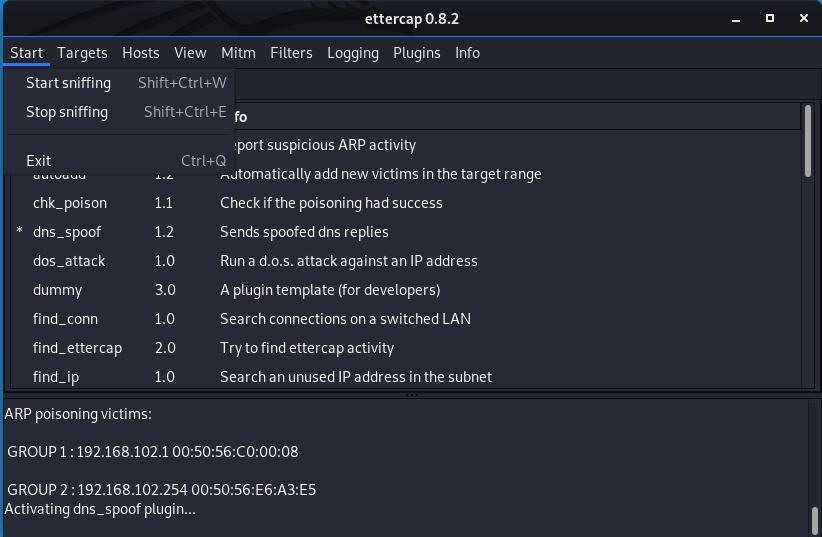 ettercap 0.8.2
Start Targets Hosts View Mitm Filters Logging Plugins Info
Start sniffing Shift+Ctrl+W
Stop sniffing Shift+Ctrl+E
Exit Ctrl+Q
suspicious ARP activity
1.2 Automatically add new victims in the target range
chk_poison 1.1 Check if the poisoning had success
* dns_spoof 1.2 Sends spoofed dns replies
dos_attack 1.0 Run a d.o.s. attack against an IP address
dummy 3.0 A plugin template (for developers)
find_conn 1.0 Search connections on a switched LAN
find_ettercap 2.0 Try to find ettercap activity
find_ip 1.0 Search an unused IP address in the subnet
ARP poisoning victims:
GROUP 1 : 192.168.102.1 00:50:56:C0:00:08
GROUP 2 : 192.168.102.254 00:50:56:E6:A3:E5
Activating dns_spoof plugin...